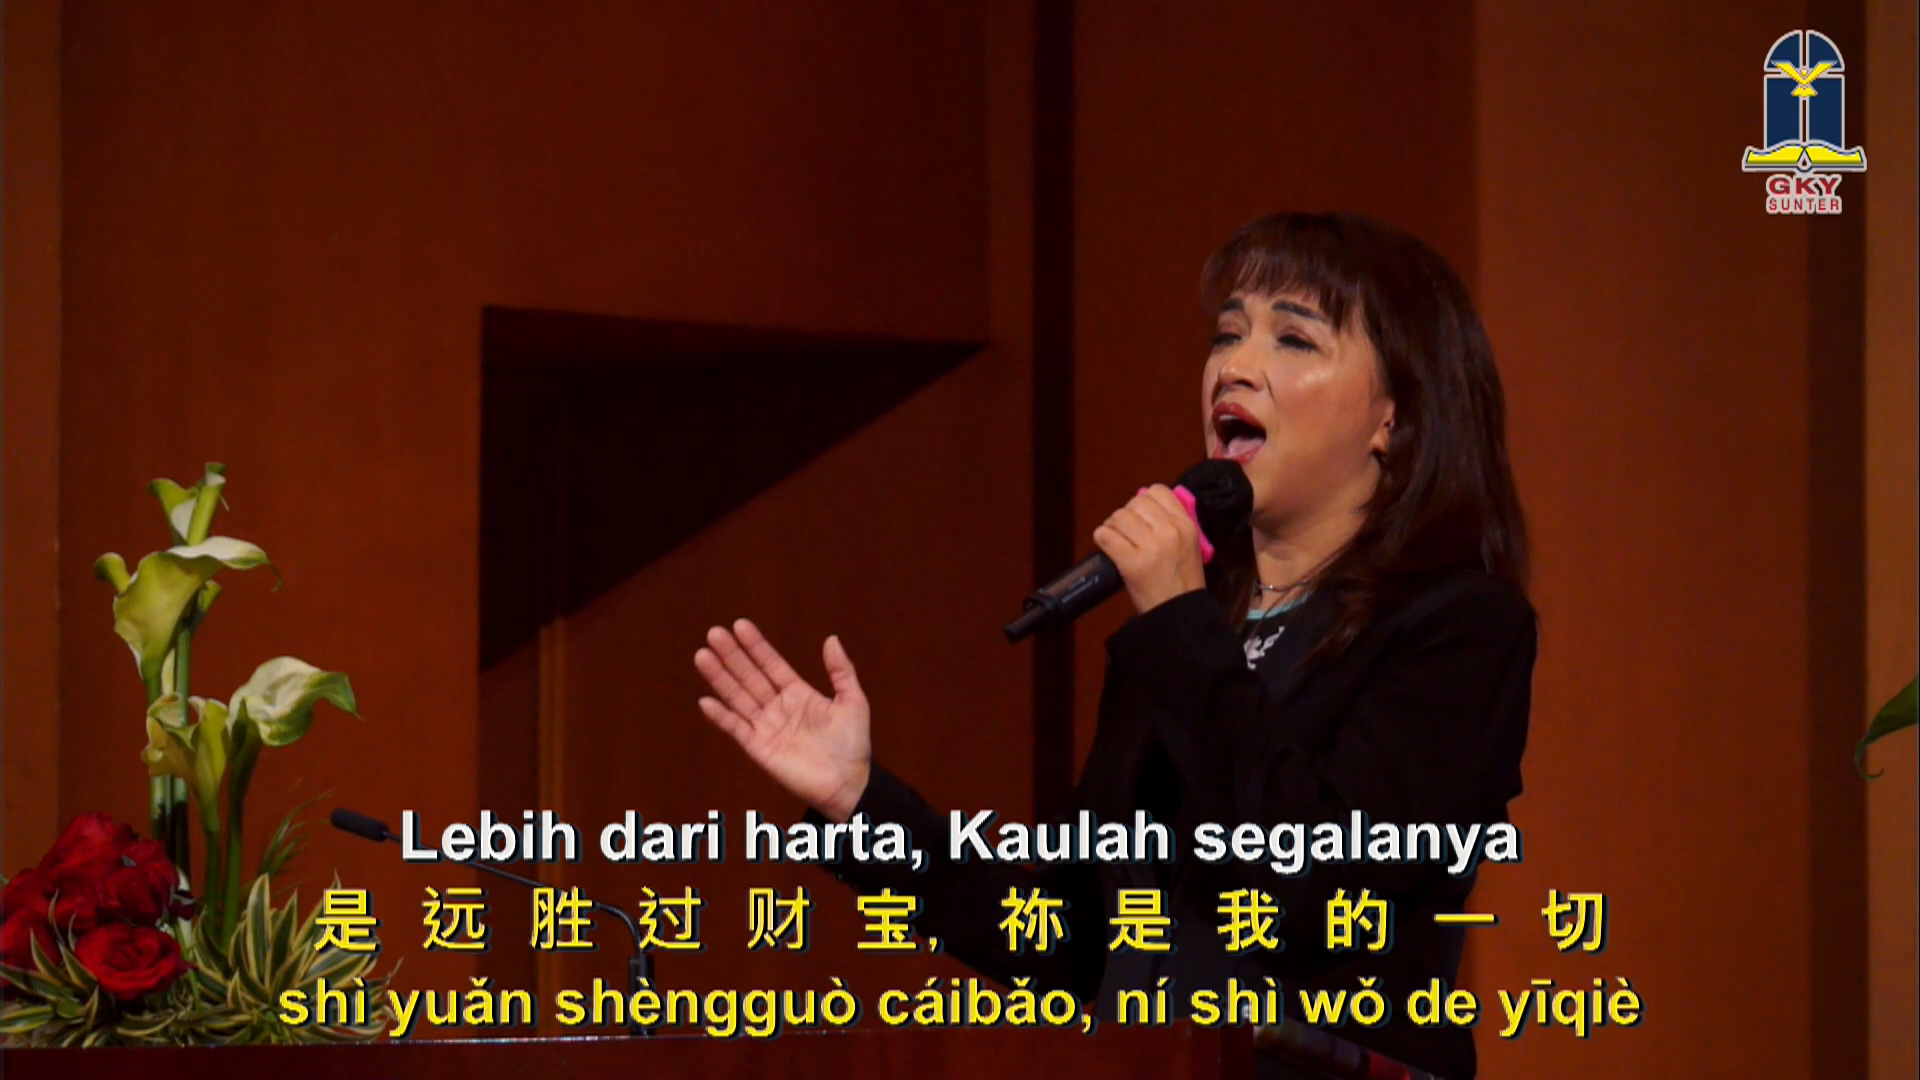 GKY
SUNTER
Lebih dari harta, Kaulah segalanya
是远胜过财宝, 祢是我的一切
shì yuǎn shèngguò cáibǎo, ní shì wǒ de yīqiè